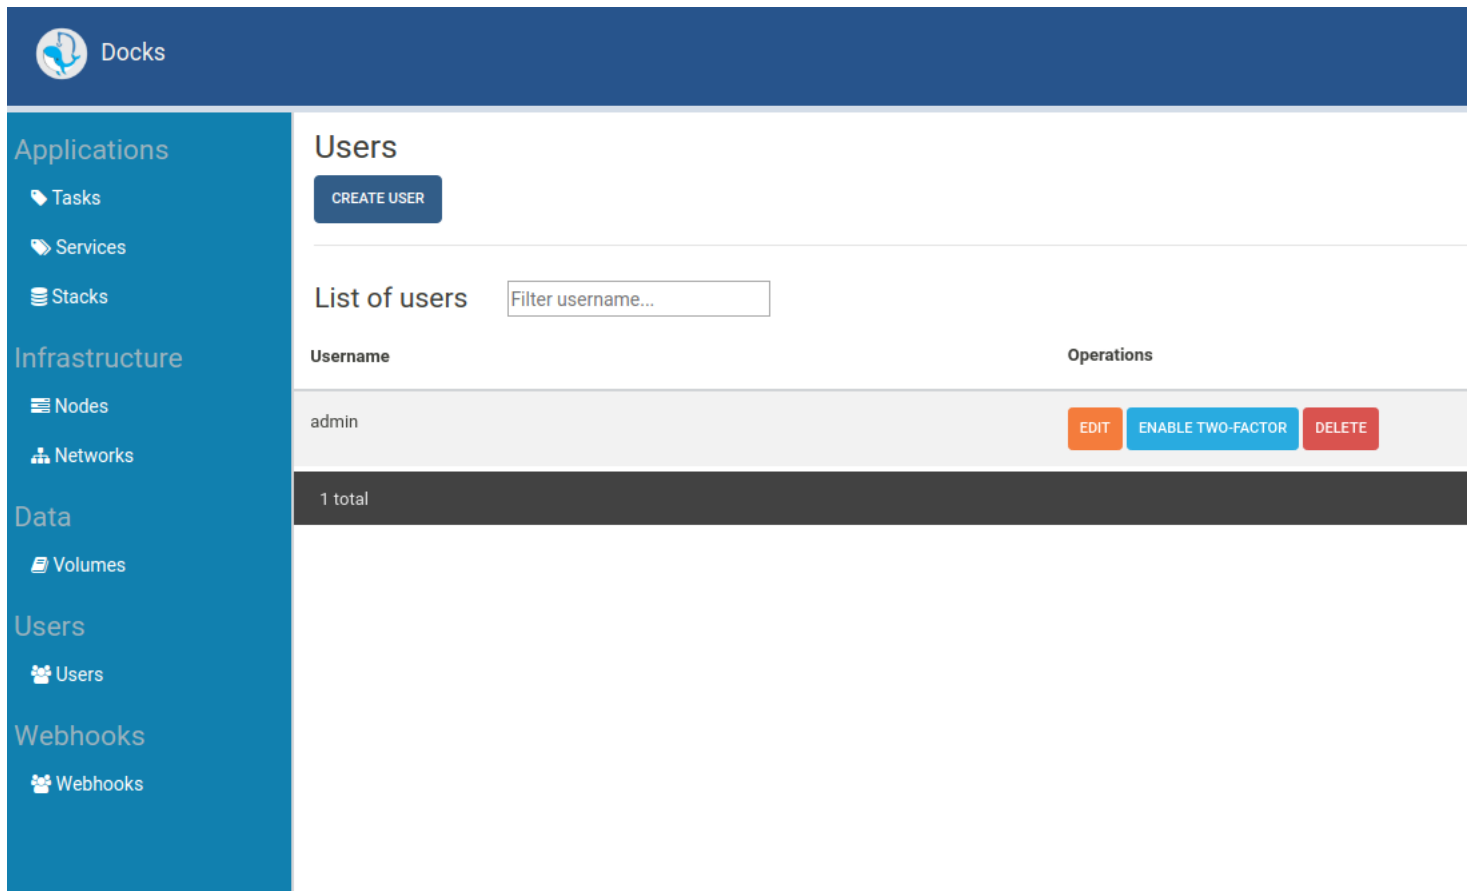 Docks
Applications
Tasks
Services
Stacks
Infrastructure
Nodes
Networks
Data
Volumes
Users
Users
Webhooks
Webhooks
Users
CREATE USER
List of users
Filter username...
Username Operations
admin EDIT ENABLE TWO-FACTOR DELETE
1 total